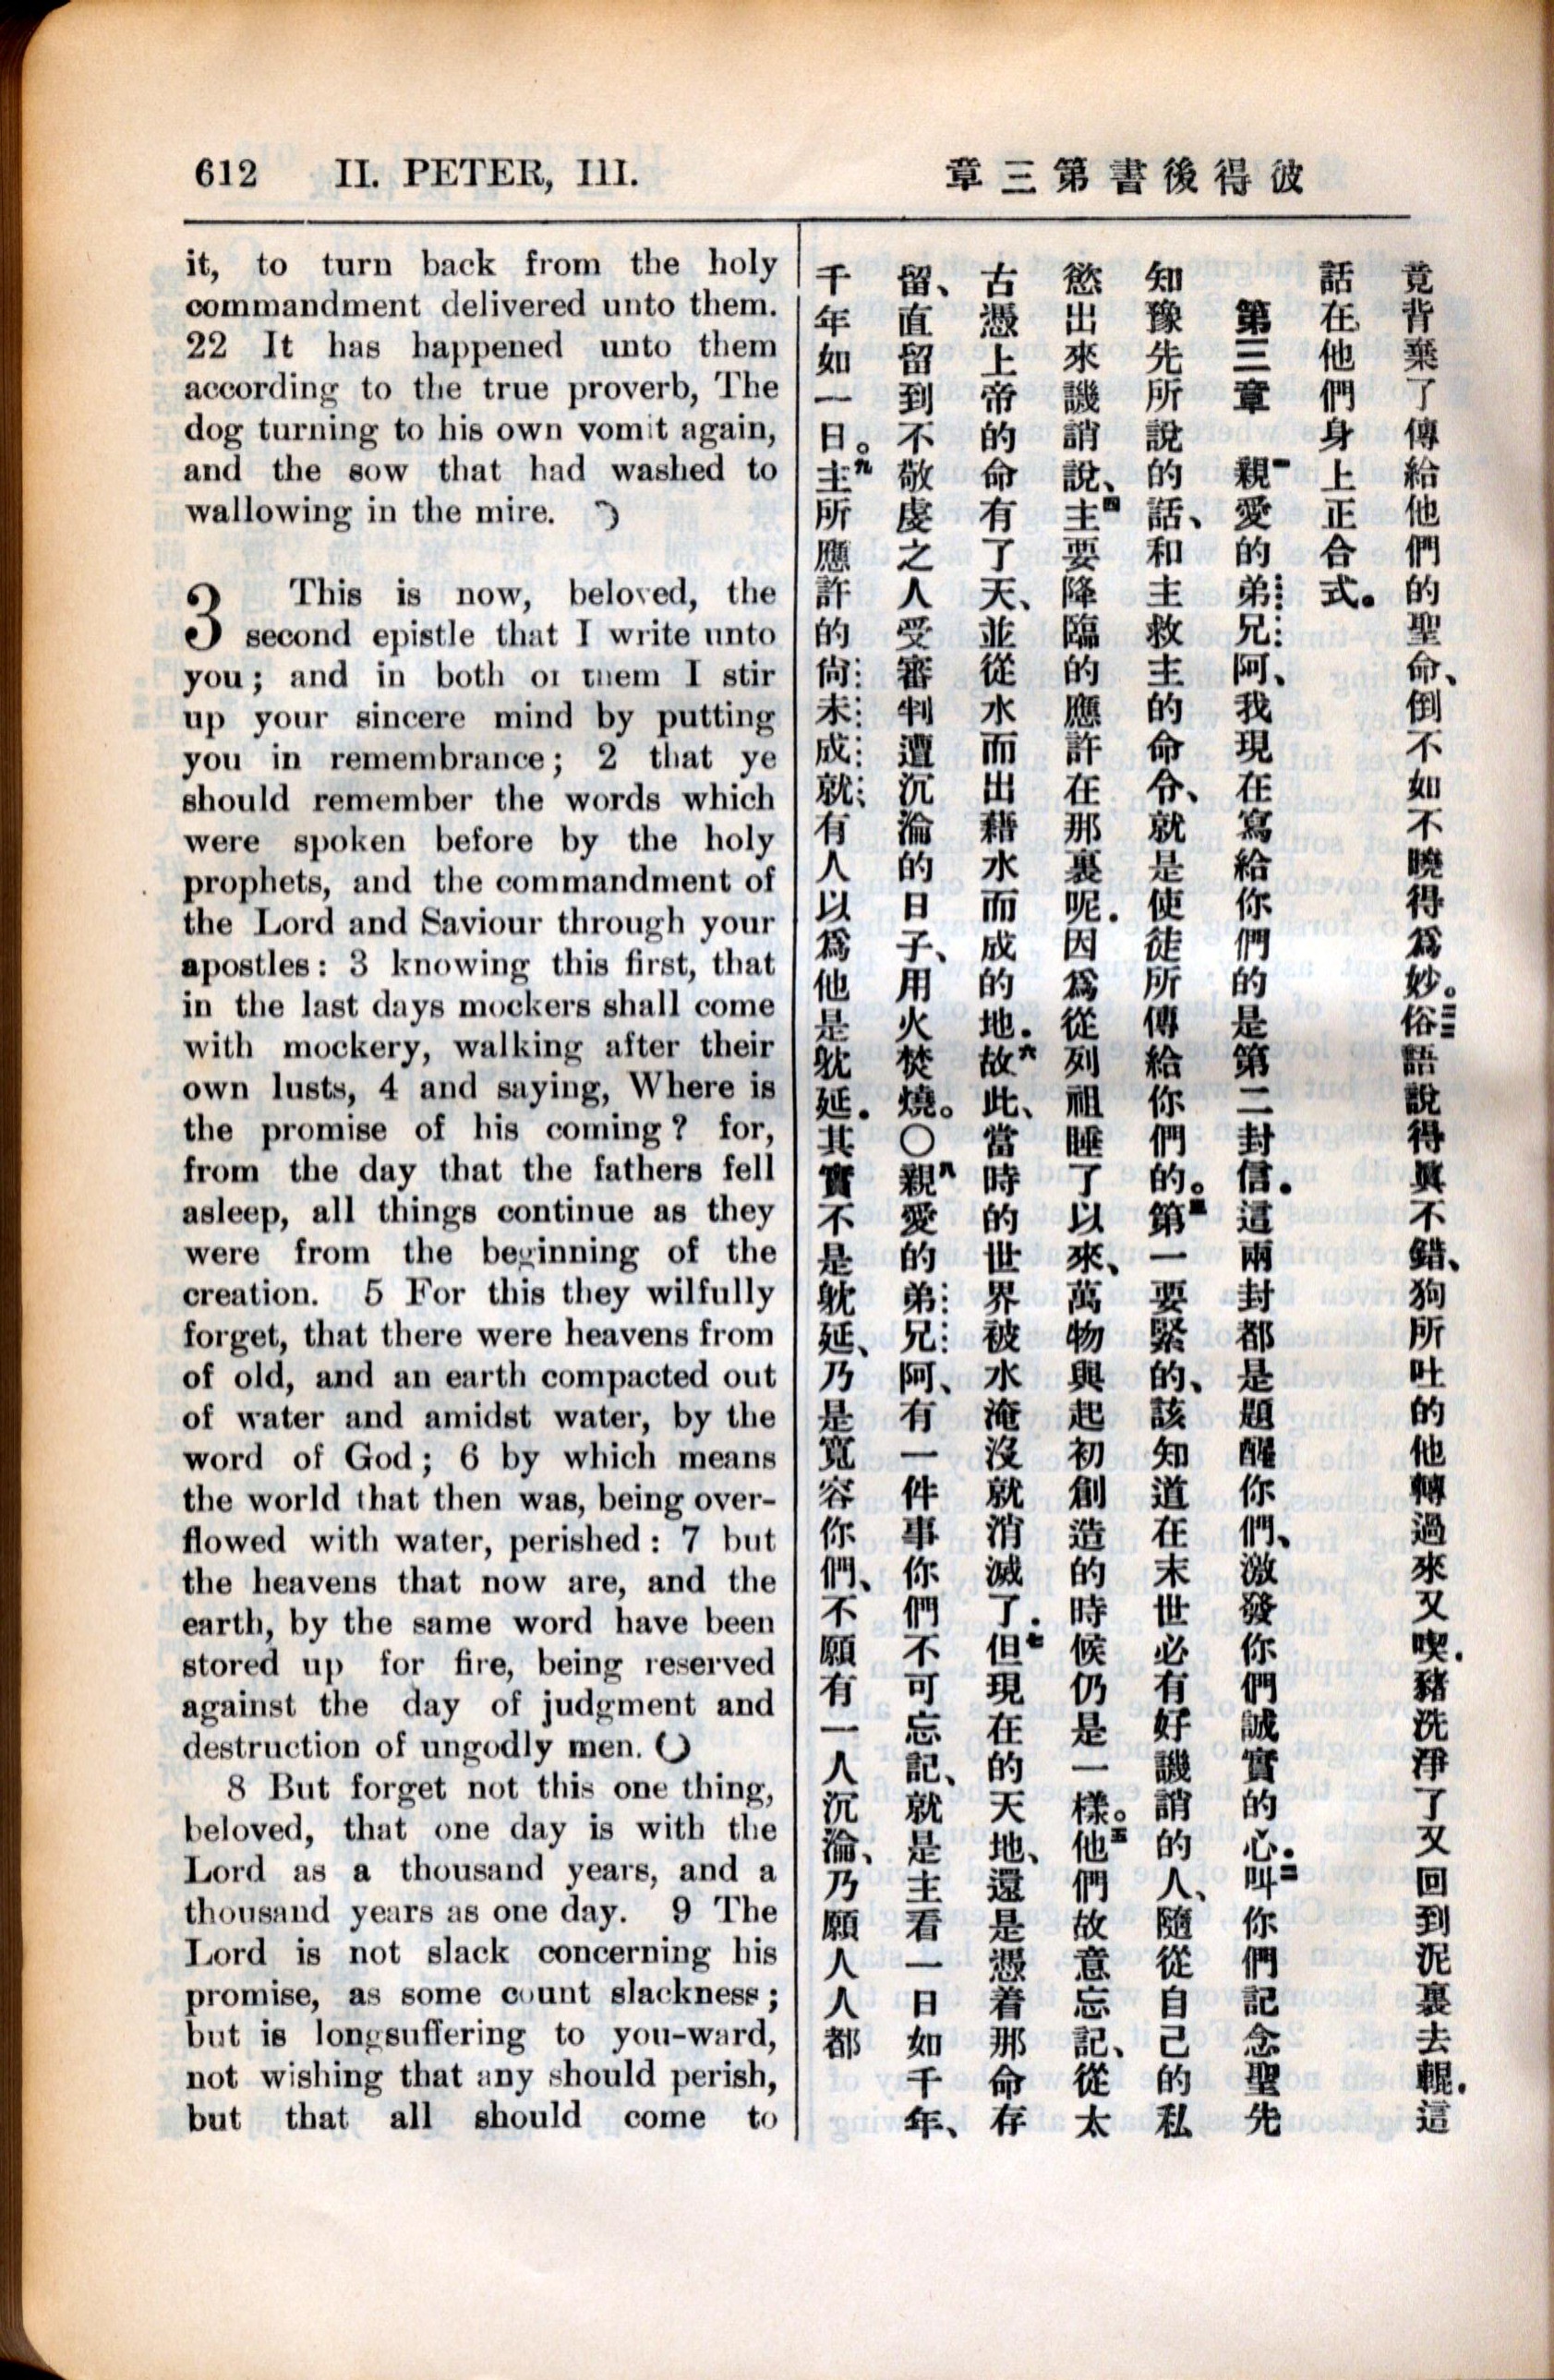 612 II. PETER, III.
彼得後書第三章
it, to turn back from the holy
commandment delivered unto them.
22 It has happened unto them
according to the true proverb, The
dog turning to his own vomit again,
and the sow that had washed to
wallowing in the mire.
3 This is now, beloved, the
second epistle that I write unto
you; and in both of them I stir
up your sincere mind by putting
you in remembrance; 2 that ye
should remember the words which
were spoken before by the holy
prophets, and the commandment of
the Lord and Saviour through your
apostles: 3 knowing this first, that
in the last days mockers shall come
with mockery, walking after their
own lusts, 4 and saying, Where is
the promise of his coming? for,
from the day that the fathers fell
asleep, all things continue as they
were from the beginning of the
creation. 5 For this they wilfully
forget, that there were heavens from
of old, and an earth compacted out
of water and amidst water, by the
word of God; 6 by which means
the world that then was, being over-
flowed with water, perished: 7 but
the heavens that now are, and the
earth, by the same word have been
stored up for fire, being reserved
against the day of judgment and
destruction of ungodly men.
8 But forget not this one thing,
beloved, that one day is with the
Lord as a thousand years, and a
thousand years as one day. 9 The
Lord is not slack concerning his
promise, as some count slackness;
but is longsuffering to you-ward,
not wishing that any should perish,
but that all should come to
竟背棄了傳給他們的聖命、倒不如不曉得爲妙。二二俗語說得眞不錯、狗所吐的他轉過來又喫.豬洗淨了又回到泥裏去輥.這
話在他們身上正合式。
第三章 一親愛的弟兄阿、我現在寫給你們的是第二封信.這兩封都是題醒你們、激發你們誠實的心.二叫你們記念聖先
知豫先所說的話、和主救主的命令、就是使徒所傳給你們的。三第一要緊的、該知道在末世必有好譏誚的人、隨從自己的私
慾出來譏誚說、四主要降臨的應許在那裏呢.因爲從列祖睡了以來、萬物與起初創造的時候仍是一樣。五他們故意忘記、從太
古憑上帝的命有了天、並從水而出藉水而成的地.六故此、當時的世界被水淹沒就消滅了.七但現在的天地、還是憑着那命存
留、直留到不敬虔之人受審判遭沉淪的日子、用火焚燒。〇八親愛的弟兄阿、有一件事你們不可忘記、就是主看一日如千年、
千年如一日。九主所應許的尙未成就有人以爲他是躭延.其實不是躭延、乃是寬容你們、不願有一人沉淪、乃願人人都